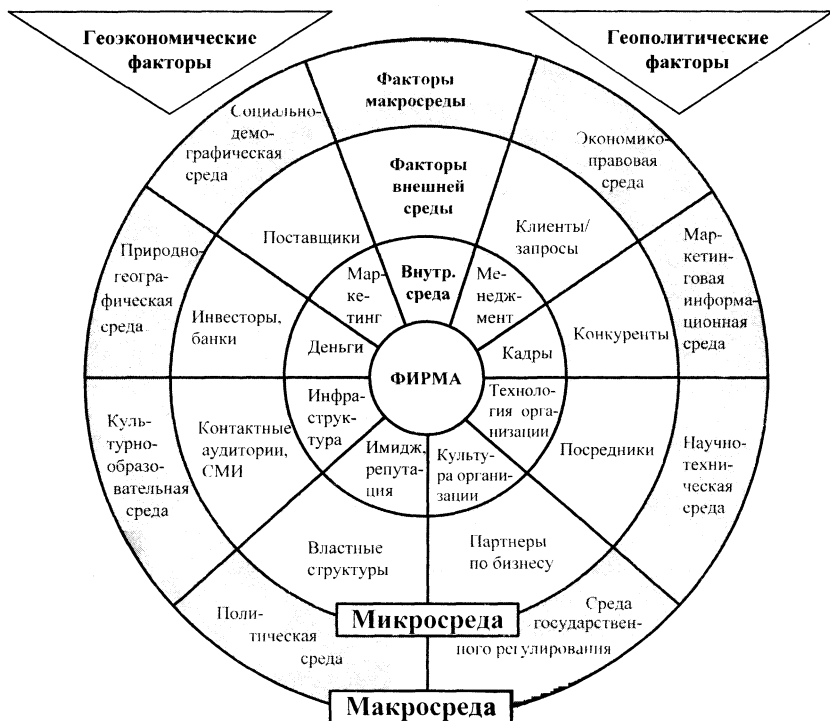 Геоэкономические
факторы
Геополитические
факторы
Факторы
макросреды
Социально-
демо-
графическая
среда
Экономико-
правовая
среда
Факторы
внешней
среды
Поставщики
Клиенты/
запросы
Природно-
геогра-
фическая
среда
Мар-
кетин-
говая
информа-
ционная
среда
Внутр.
среда
Мар-
ке-
тинг
Ме-
недж-
мент
Инвесторы,
банки
Деньги
Кадры
Конкуренты
ФИРМА
Куль-
турно-
образо-
вательная
среда
Контактные
аудитории,
СМИ
Инфра-
струк-
тура
Техноло-
гия орга-
низации
Посредники
Научно-
техни-
ческая
среда
Имидж,
репута-
ция
Культу-
ра органи-
зации
Властные
структуры
Партнеры
по бизнесу
Микросреда
Поли-
тическая
среда
Среда
государствен-
ного регулирования
Макросреда